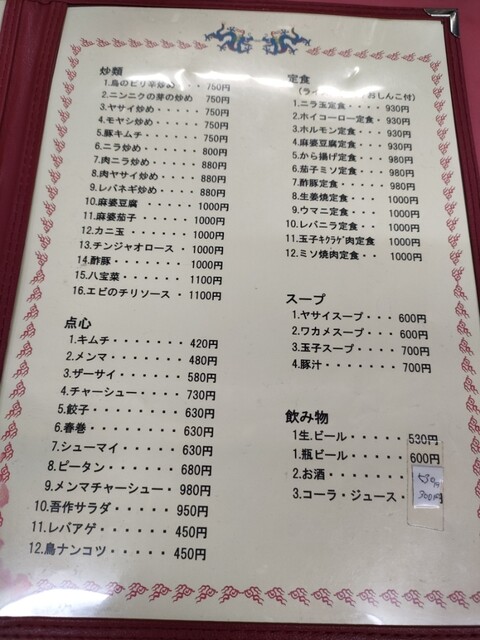 炒類
1.鳥のピリ辛炒め・・ 750円
2.ニンニクの芽の炒め 750円
3.ヤサイ炒め・・・・・750円
4.モヤシ炒め・・・・・750円
5.豚キムチ・・・・・・750円
6.ニラ炒め・・・・・・800円
7.肉ニラ炒め・・・・・880円
8.肉ヤサイ炒め・・・・880円
9.レバネギ炒め・・・・880円
10.麻婆豆腐・・・・1000円
11.麻婆茄子・・・・1000円
12.カニ玉・・・・・1000円
13.チンジャオロース・1000円
14.酢豚・・・・・・1000円
15.八宝菜・・・・・1100円
16.エビのチリソース・1100円
点心
1.キムチ・・・・・・・420円
2.メンマ・・・・・・・480円
3.ザーサイ・・・・・・580円
4.チャーシュー・・・・730円
5.餃子・・・・・・・・630円
6.春巻・・・・・・・・630円
7.シューマイ・・・・・630円
8.ピータン・・・・・・680円
9.メンマチャーシュー・980円
10.吾作サラダ・・・・・950円
11.レバアゲ・・・・・・450円
12.鳥ナンコツ・・・・・450円
定食
おしんこ付)
1.ニラ玉定食・・・・930円
2.ホイコーロー定食・930円
3.ホルモン定食・・・930円
4.麻婆豆腐定食・・・930円
5.から揚げ定食・・・980円
6.茄子ミソ定食・・・980円
7.酢豚定食・・・・・980円
8.生姜焼定食・・・1000円
9.ウマニ定食・・・1000円
10.レバニラ定食・・1000円
11.玉子キクラゲ肉定食 1000円
12.ミソ焼肉定食・・1000円
スープ
1.ヤサイスープ・・・600円
2.ワカメスープ・・・600円
3.玉子スープ・・・・700円
4.豚汁・・・・・・・700円
飲み物
1生.ビール・・・・・530円
1.瓶ビール・・・・・600円
2.お酒・・・・・・・
3.コーラ・ジュース・ 300円